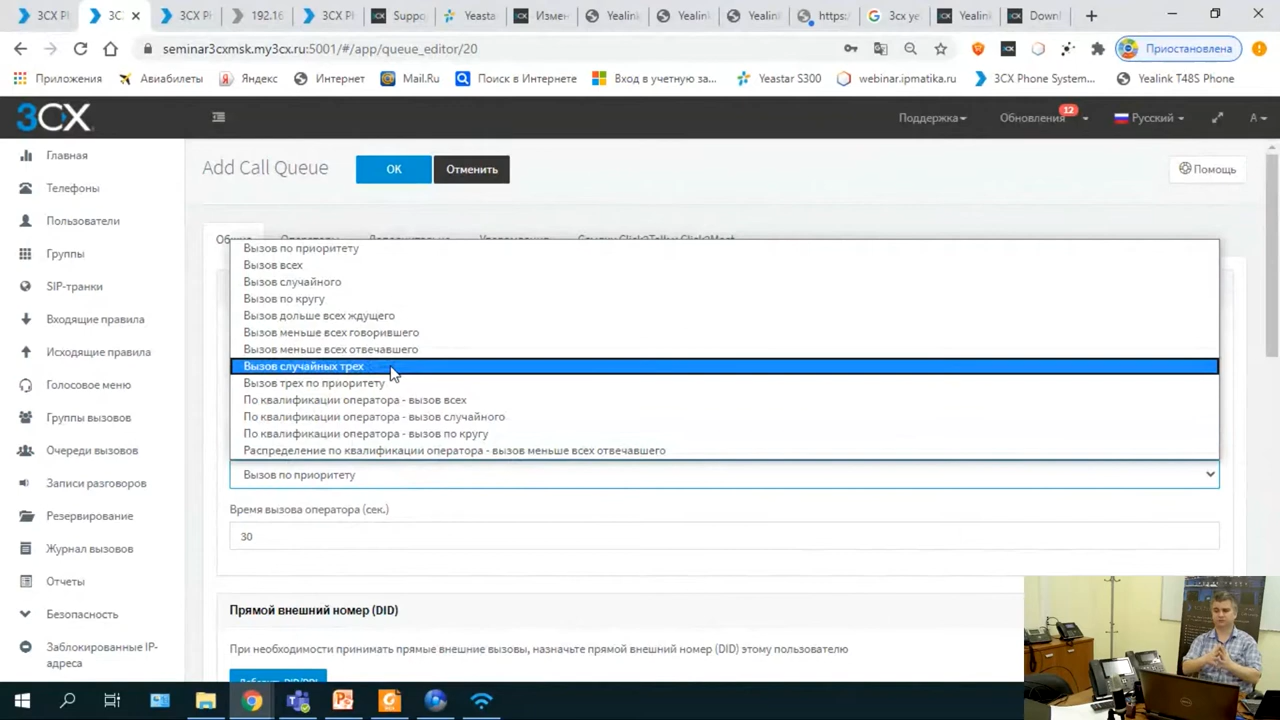 3CX Pl
3C
3CX Pl
192.16
3CX Pl
Suppo
Yeasta
Измен
Yealink
Yealink
Yealink
https:/
3cx ye
Yealink
Downl
seminar3cxmsk.my3cx.ru:5001/#/app/queue_editor/20
Приостановлена
Приложения
Авиабилеты
Яндекс
Интернет
Mail.Ru
Поиск в Интернете
Вход в учетную за...
Yeastar S300
webinar.ipmatika.ru
3CX Phone System...
Yealink T48S Phone
3CX
Поддержка
Обновления
12
Русский
A
Главная
Телефоны
Пользователи
Группы
SIP-транки
Входящие правила
Исходящие правила
Голосовое меню
Группы вызовов
Очереди вызовов
Записи разговоров
Резервирование
Журнал вызовов
Отчеты
Безопасность
Заблокированные IP-
адреса
Add Call Queue
OK
Отменить
Помощь
Вызов по приоритету
Вызов всех
Вызов случайного
Вызов по кругу
Вызов дольше всех ждущего
Вызов меньше всех говорившего
Вызов меньше всех отвечавшего
Вызов случайных трех
Вызов трех по приоритету
По квалификации оператора - вызов всех
По квалификации оператора - вызов случайного
По квалификации оператора - вызов по кругу
Распределение по квалификации оператора - вызов меньше всех отвечавшего
Вызов по приоритету
Время вызова оператора (сек.)
30
Прямой внешний номер (DID)
При необходимости принимать прямые внешние вызовы, назначьте прямой внешний номер (DID) этому пользователю